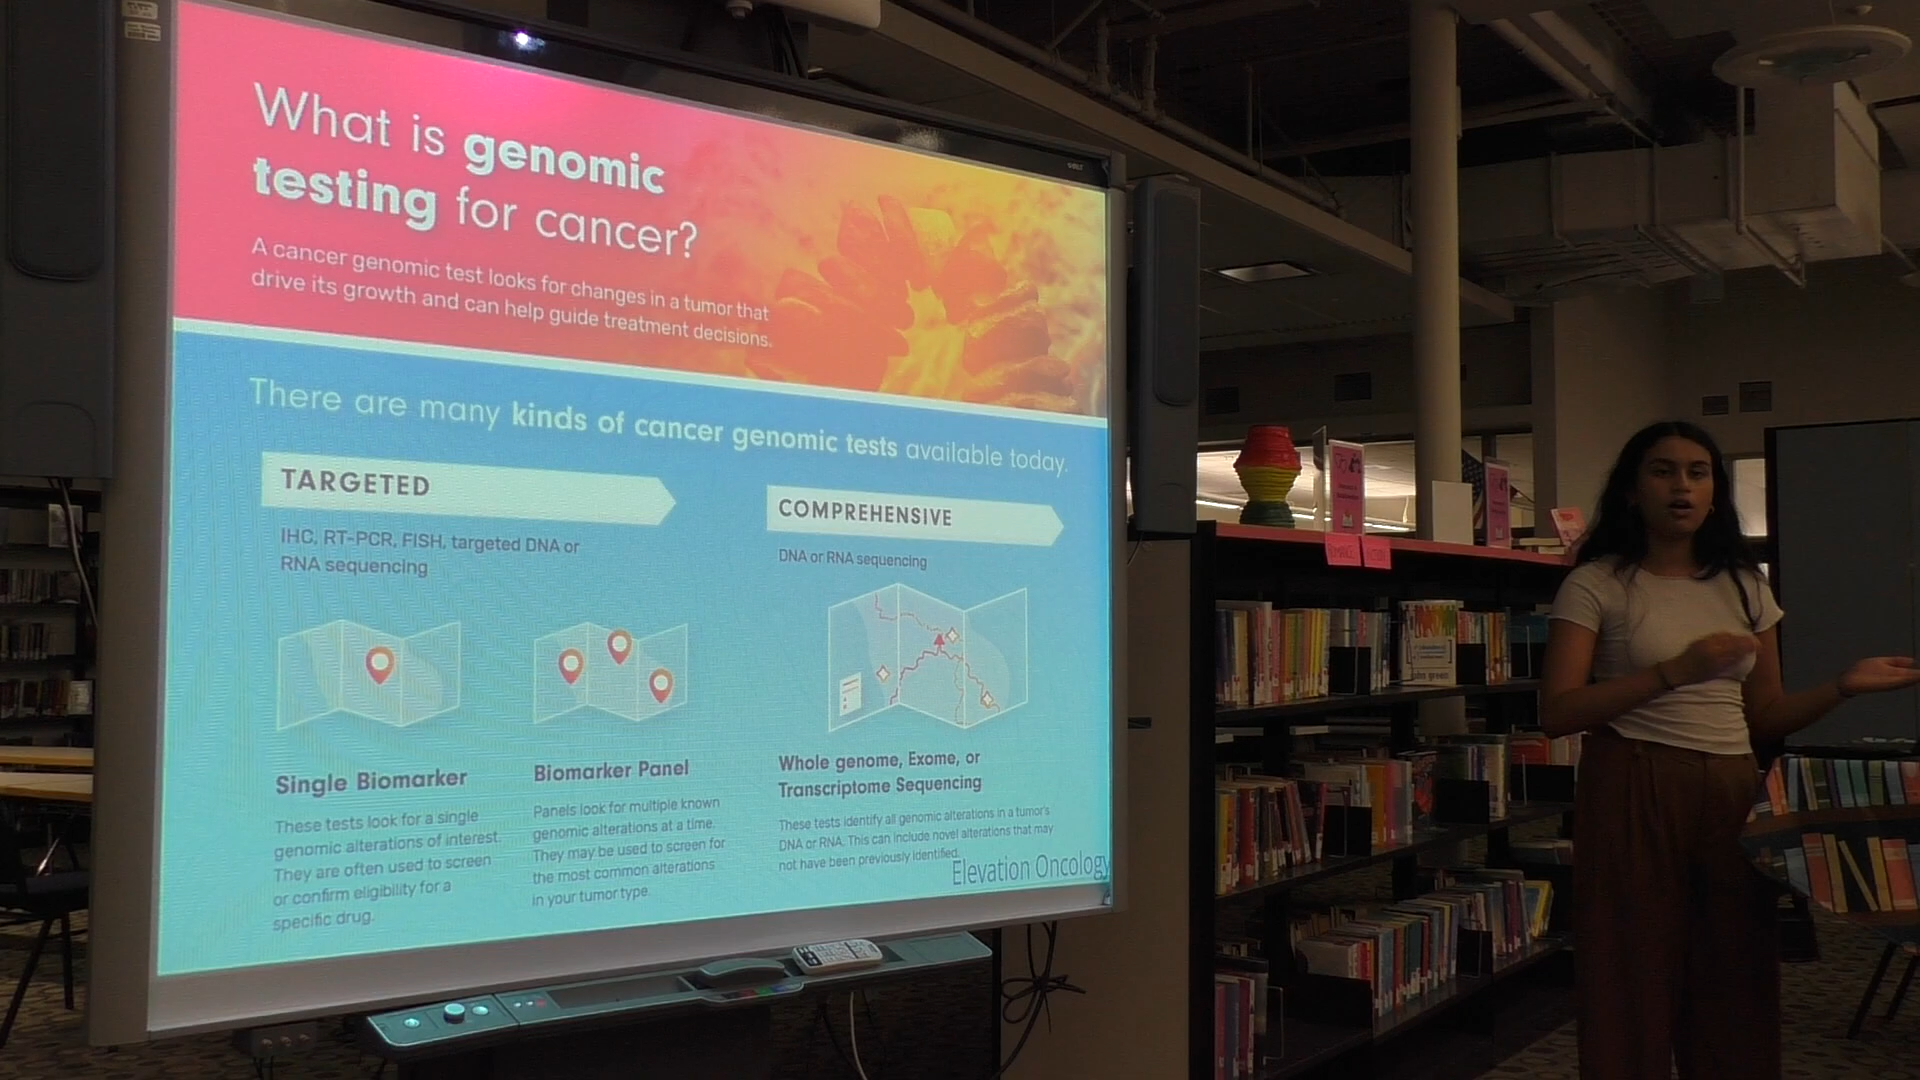 What is genomic
testing for cancer?
A cancer genomic test looks for changes in a tumor that
drive its growth and can help guide treatment decisions.
There are many kinds of cancer genomic tests available today.
TARGETED
IHC, RT-PCR, FISH, targeted DNA or
RNA sequencing
Single Biomarker
These tests look for a single
genomic alterations of interest.
They are often used to screen
or confirm eligibility for a
specific drug.
Biomarker Panel
Panels look for multiple known
genomic alterations at a time.
They may be used to screen for
the most common alterations
in your tumor type.
COMPREHENSIVE
DNA or RNA sequencing
Whole genome, Exome, or
Transcriptome Sequencing
These tests identify all genomic alterations in a tumor's
DNA or RNA. This can include novel alterations that may
not have been previously identified.
Elevation Oncology
john green